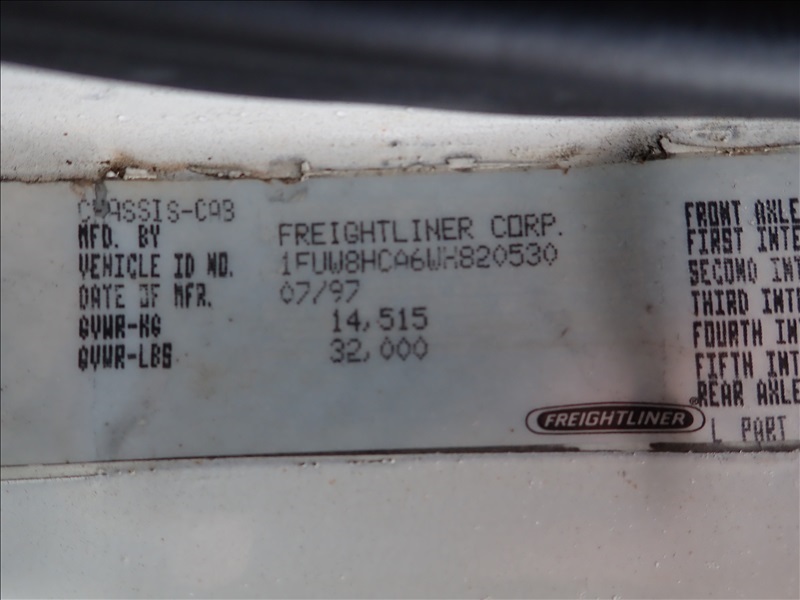 CHASSIS-CAB
MFD. BY FREIGHTLINER CORP.
VEHICLE ID NO. 1FUW8HCA6WH820530
DATE OF MFR. 07/97
GVWR-KG 14,515
GVWR-LBS 32,000
FREIGHTLINER®
FRONT AXLE
FIRST INTE
SECOND INT
THIRD INTE
FOURTH IN
FIFTH INT
REAR AXLE
L PART